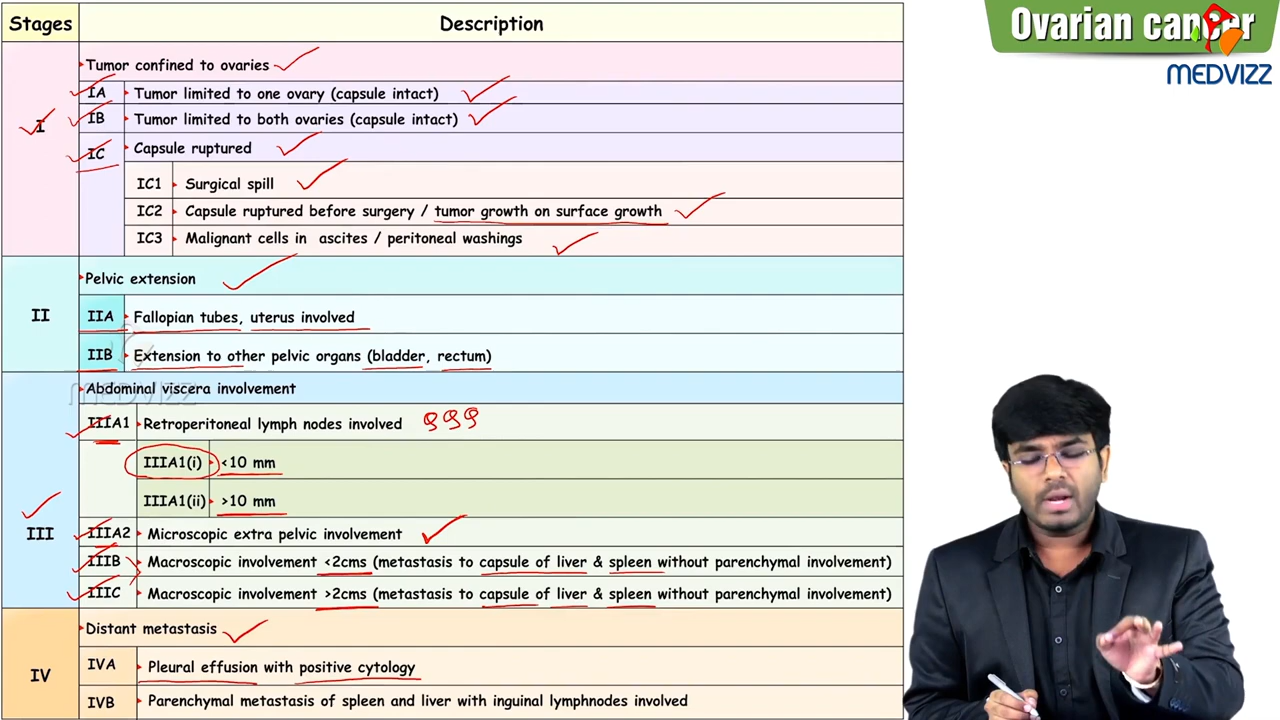 Stages Description
I
Tumor confined to ovaries
IA Tumor limited to one ovary (capsule intact)
IB Tumor limited to both ovaries (capsule intact)
IC Capsule ruptured
IC1 Surgical spill
IC2 Capsule ruptured before surgery / tumor growth on surface growth
IC3 Malignant cells in ascites / peritoneal washings
II
Pelvic extension
IIA Fallopian tubes, uterus involved
IIB Extension to other pelvic organs (bladder, rectum)
III
Abdominal viscera involvement
MEDVIZZ
IIIA1 Retroperitoneal lymph nodes involved
IIIA1(i) <10 mm
IIIA1(ii) >10 mm
IIIA2 Microscopic extra pelvic involvement
IIIB Macroscopic involvement <2cms (metastasis to capsule of liver & spleen without parenchymal involvement)
IIIC Macroscopic involvement >2cms (metastasis to capsule of liver & spleen without parenchymal involvement)
IV
Distant metastasis
IVA Pleural effusion with positive cytology
IVB Parenchymal metastasis of spleen and liver with inguinal lymphnodes involved
Ovarian cancer
MEDVIZZ